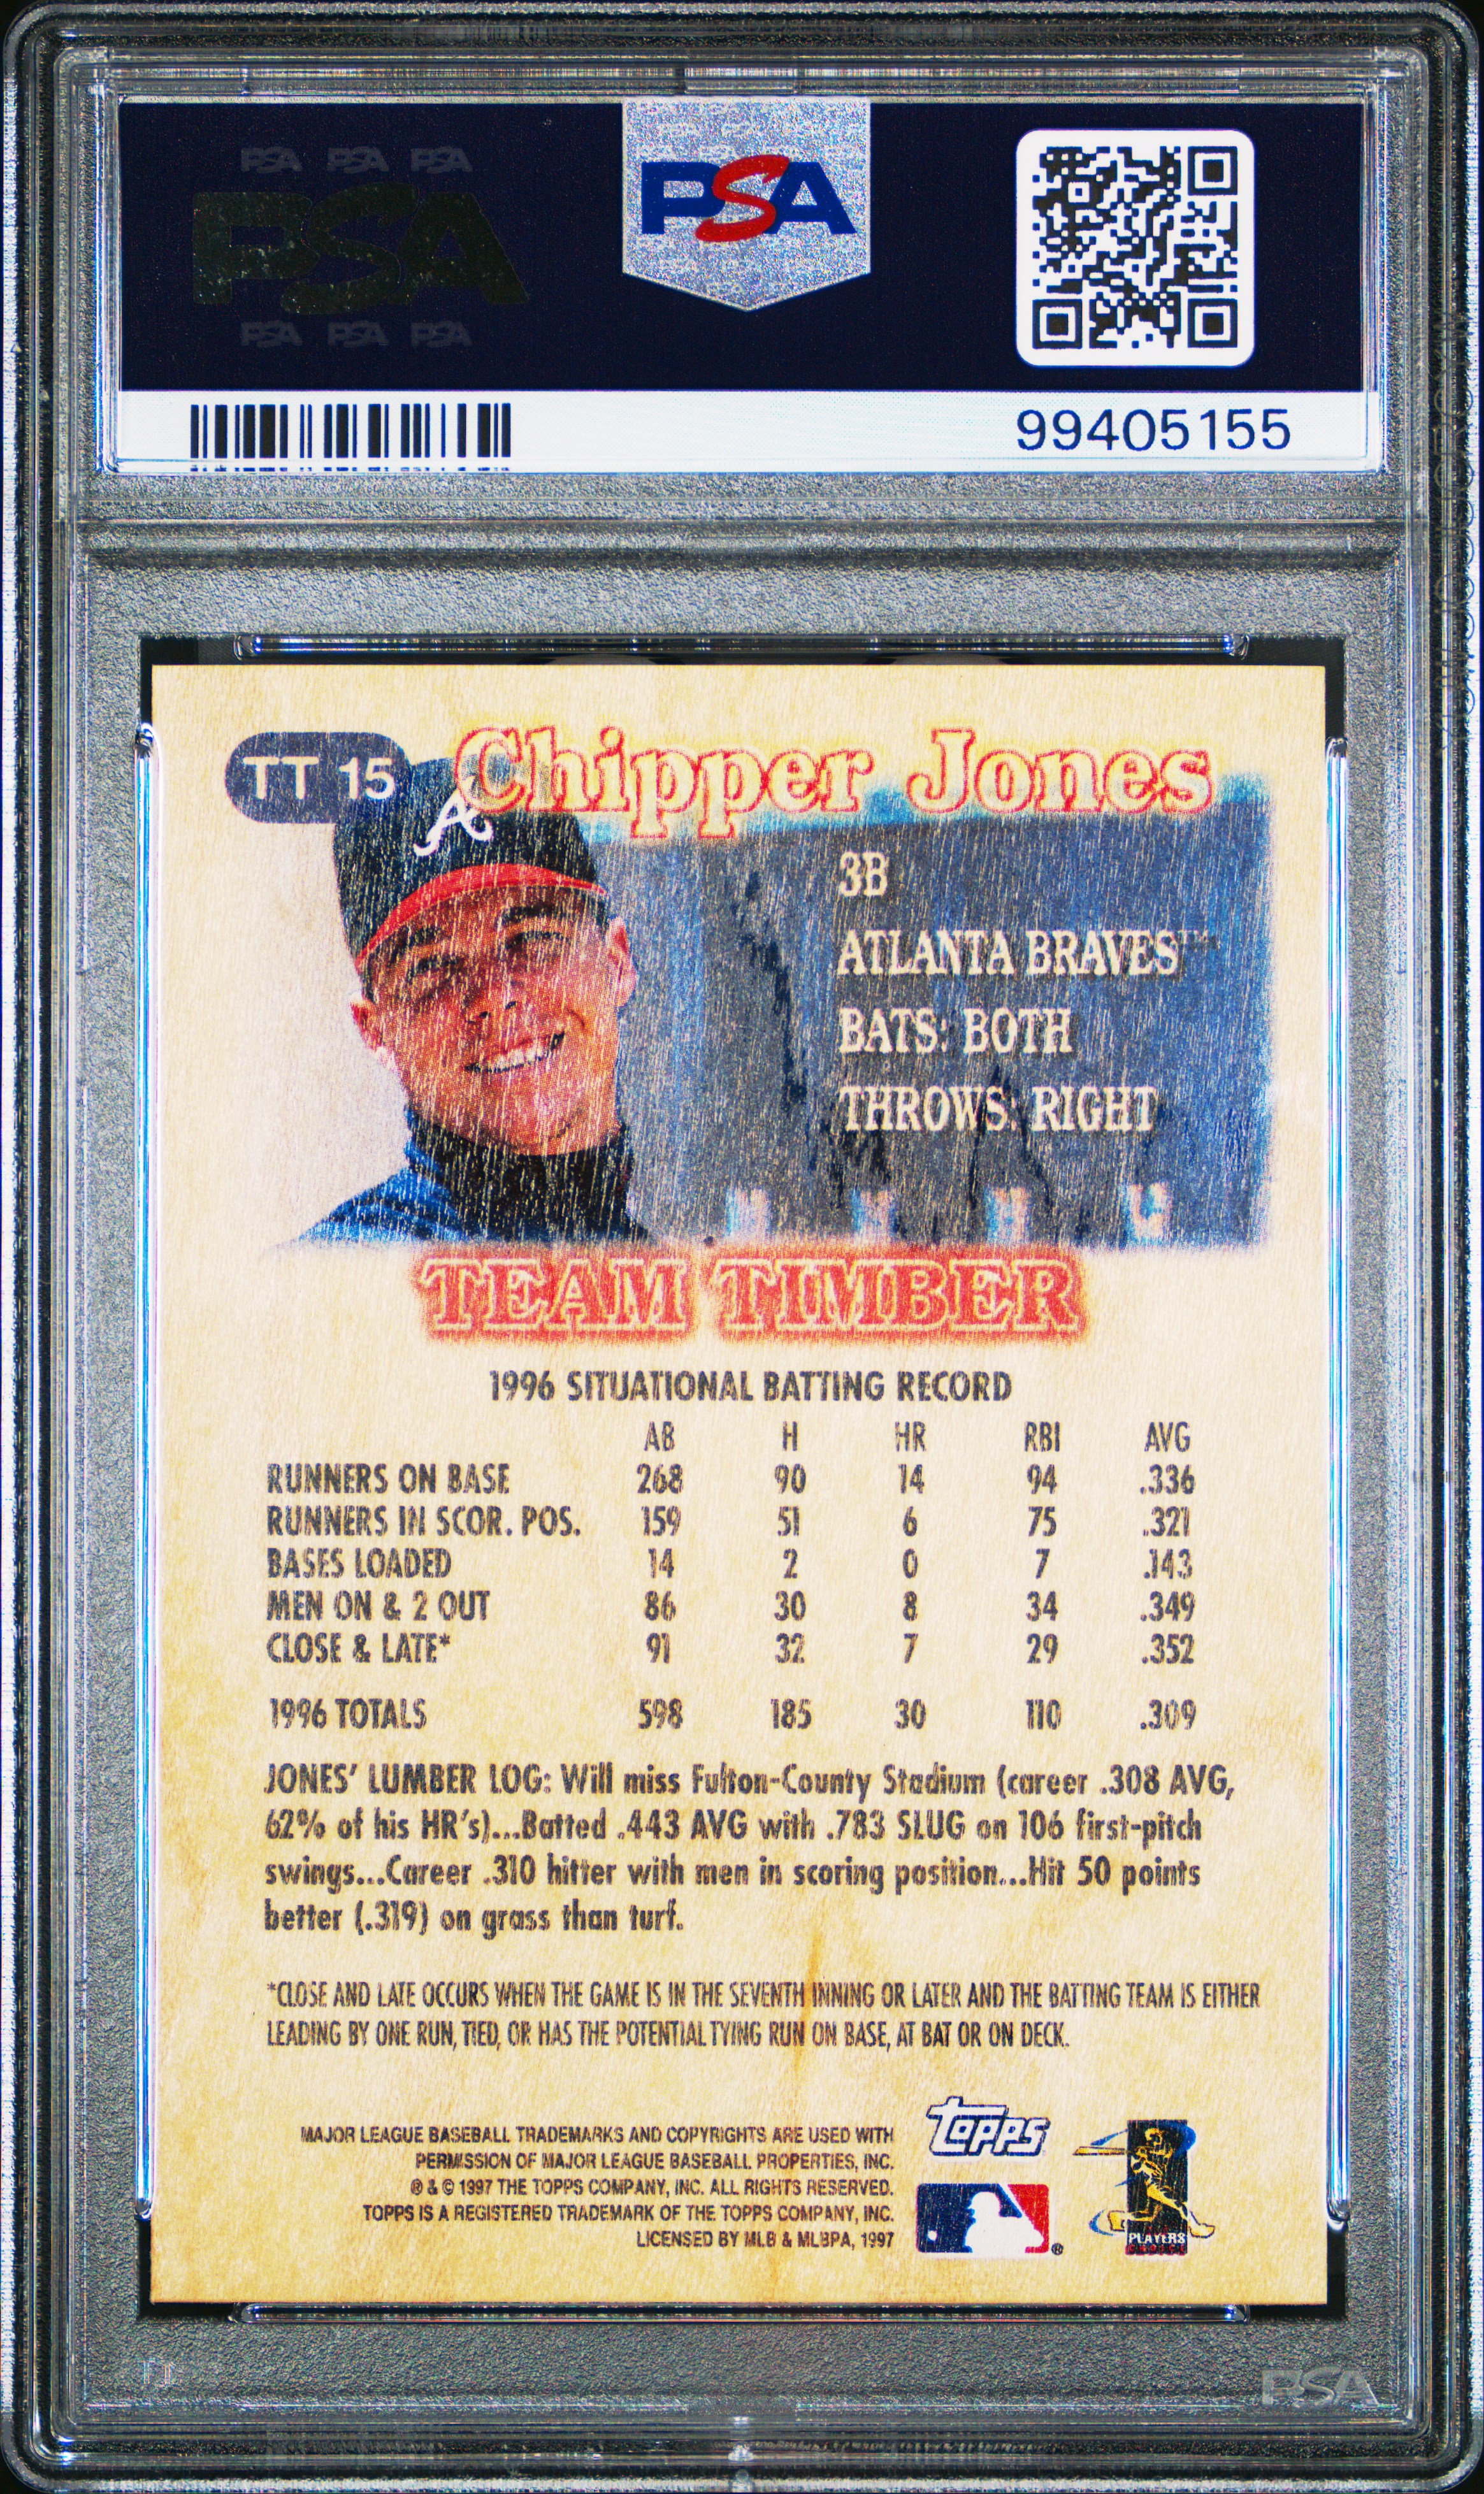 PSA PSA PSA
PSA
PSA PSA PSA
PSA
99405155
TT 15
Chipper Jones
A
3B
ATLANTA BRAVES™
BATS: BOTH
THROWS: RIGHT
TEAM TIMBER
1996 SITUATIONAL BATTING RECORD
AB H HR RBI AVG
RUNNERS ON BASE 268 90 14 94 .336
RUNNERS IN SCOR. POS. 159 51 6 75 .321
BASES LOADED 14 2 0 7 .143
MEN ON & 2 OUT 86 30 8 34 .349
CLOSE & LATE* 91 32 7 29 .352
1996 TOTALS 598 185 30 110 .309
JONES' LUMBER LOG: Will miss Fulton-County Stadium (career .308 AVG,
62% of his HR's)...Batted .443 AVG with .783 SLUG on 106 first-pitch
swings...Career .310 hitter with men in scoring position...Hit 50 points
better (.319) on grass than turf.
*CLOSE AND LATE OCCURS WHEN THE GAME IS IN THE SEVENTH INNING OR LATER AND THE BATTING TEAM IS EITHER
LEADING BY ONE RUN, TIED, OR HAS THE POTENTIAL TYING RUN ON BASE, AT BAT OR ON DECK.
MAJOR LEAGUE BASEBALL TRADEMARKS AND COPYRIGHTS ARE USED WITH
PERMISSION OF MAJOR LEAGUE BASEBALL PROPERTIES, INC.
® & © 1997 THE TOPPS COMPANY, INC. ALL RIGHTS RESERVED.
TOPPS IS A REGISTERED TRADEMARK OF THE TOPPS COMPANY, INC.
LICENSED BY MLB & MLBPA, 1997
topps
®
PLAYERS
PSA